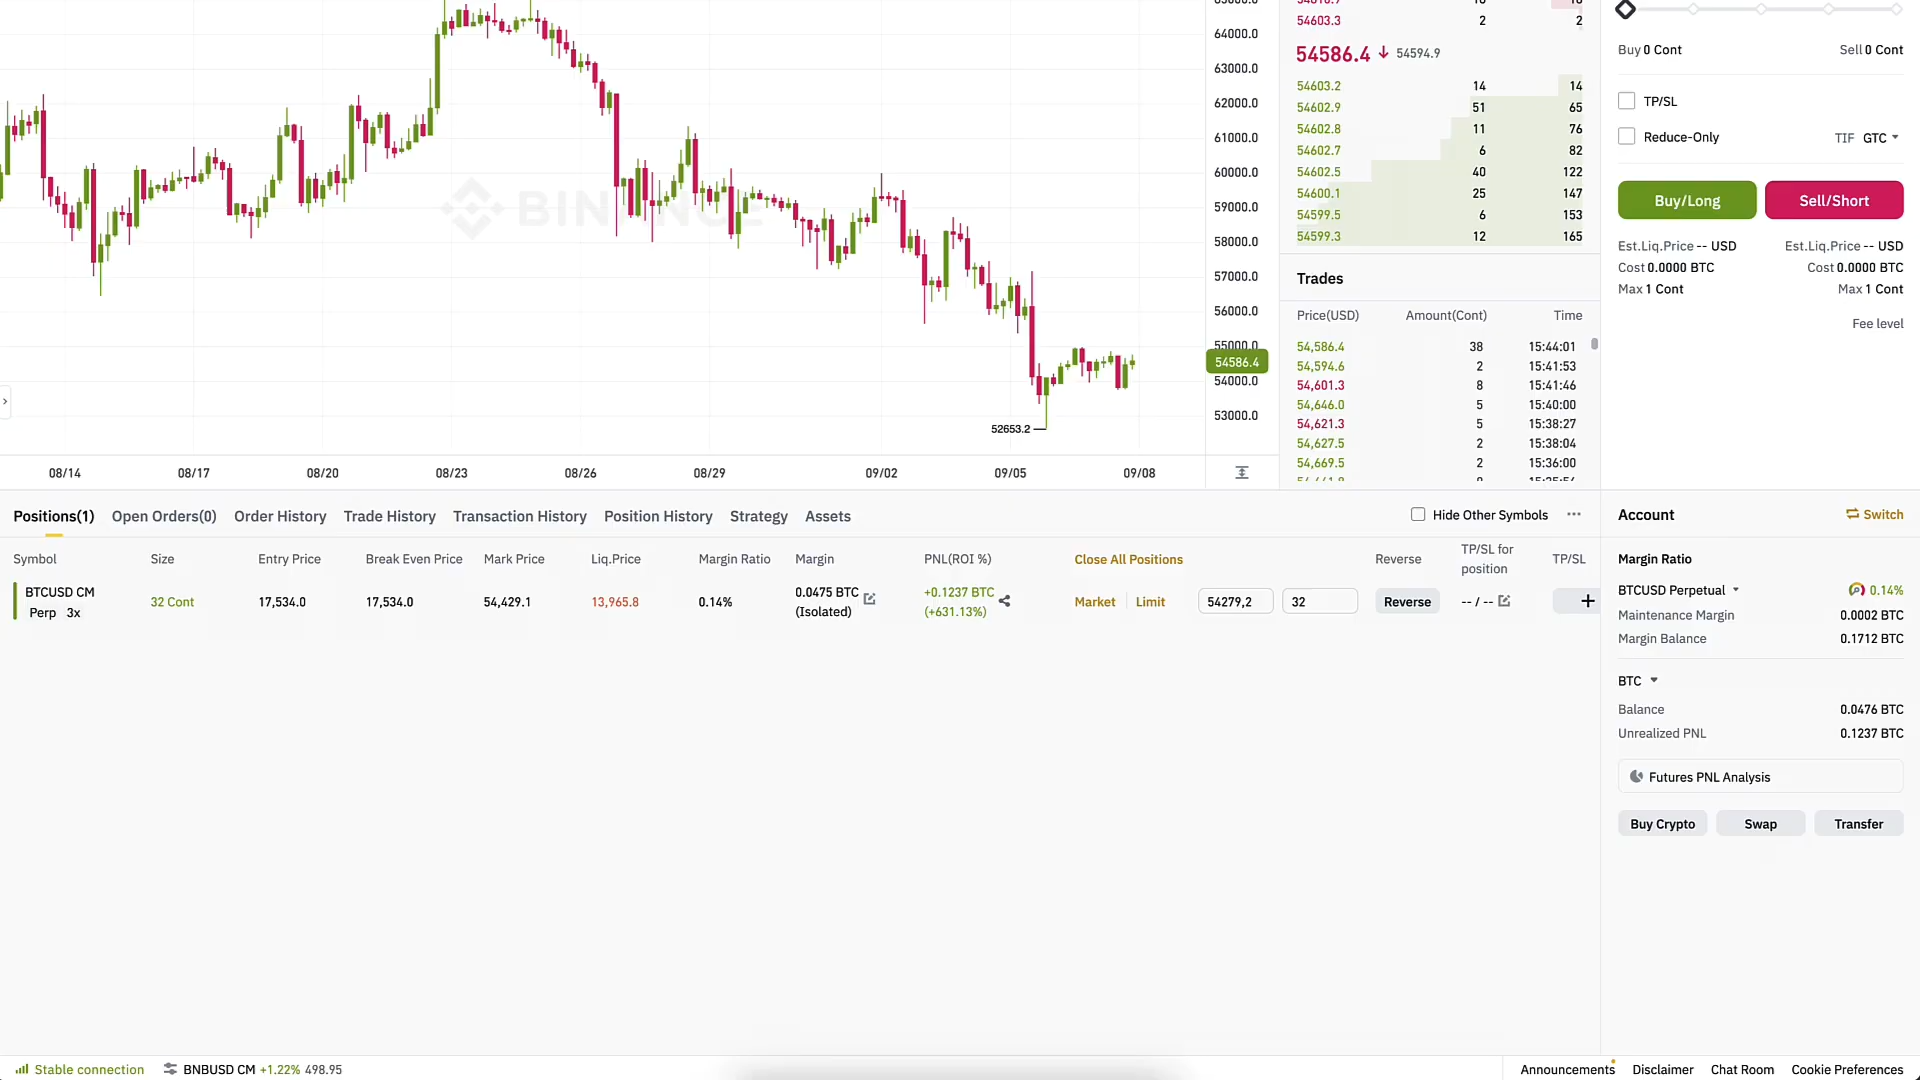 64000.0
63000.0
62000.0
61000.0
60000.0
59000.0
58000.0
57000.0
56000.0
55000.0
54586.4
54000.0
53000.0
BINANCE
52653.2
08/14 08/17 08/20 08/23 08/26 08/29 09/02 09/05 09/08
54603.3 2 2
54586.4 54594.9
54603.2 14 14
54602.9 51 65
54602.8 11 76
54602.7 6 82
54602.5 40 122
54600.1 25 147
54599.5 6 153
54599.3 12 165
Trades
Price(USD) Amount(Cont) Time
54,586.4 38 15:44:01
54,594.6 2 15:41:53
54,601.3 8 15:41:46
54,646.0 5 15:40:00
54,621.3 5 15:38:27
54,627.5 2 15:38:04
54,669.5 2 15:36:00
Buy 0 Cont Sell 0 Cont
TP/SL
Reduce-Only TIF GTC
Buy/Long Sell/Short
Est.Liq.Price -- USD Est.Liq.Price -- USD
Cost 0.0000 BTC Cost 0.0000 BTC
Max 1 Cont Max 1 Cont
Fee level
Positions(1) Open Orders(0) Order History Trade History Transaction History Position History Strategy Assets Hide Other Symbols
Symbol Size Entry Price Break Even Price Mark Price Liq.Price Margin Ratio Margin PNL(ROI %) Close All Positions Reverse TP/SL for position TP/SL
BTCUSD CM 32 Cont 17,534.0 17,534.0 54,429.1 13,965.8 0.14% 0.0475 BTC +0.1237 BTC Market Limit 54279,2 32 Reverse -- / -- +
Perp 3x (Isolated) (+631.13%)
Account Switch
Margin Ratio
BTCUSD Perpetual 0.14%
Maintenance Margin 0.0002 BTC
Margin Balance 0.1712 BTC
BTC
Balance 0.0476 BTC
Unrealized PNL 0.1237 BTC
Futures PNL Analysis
Buy Crypto Swap Transfer
Stable connection BNBUSD CM +1.22% 498.95 Announcements Disclaimer Chat Room Cookie Preferences